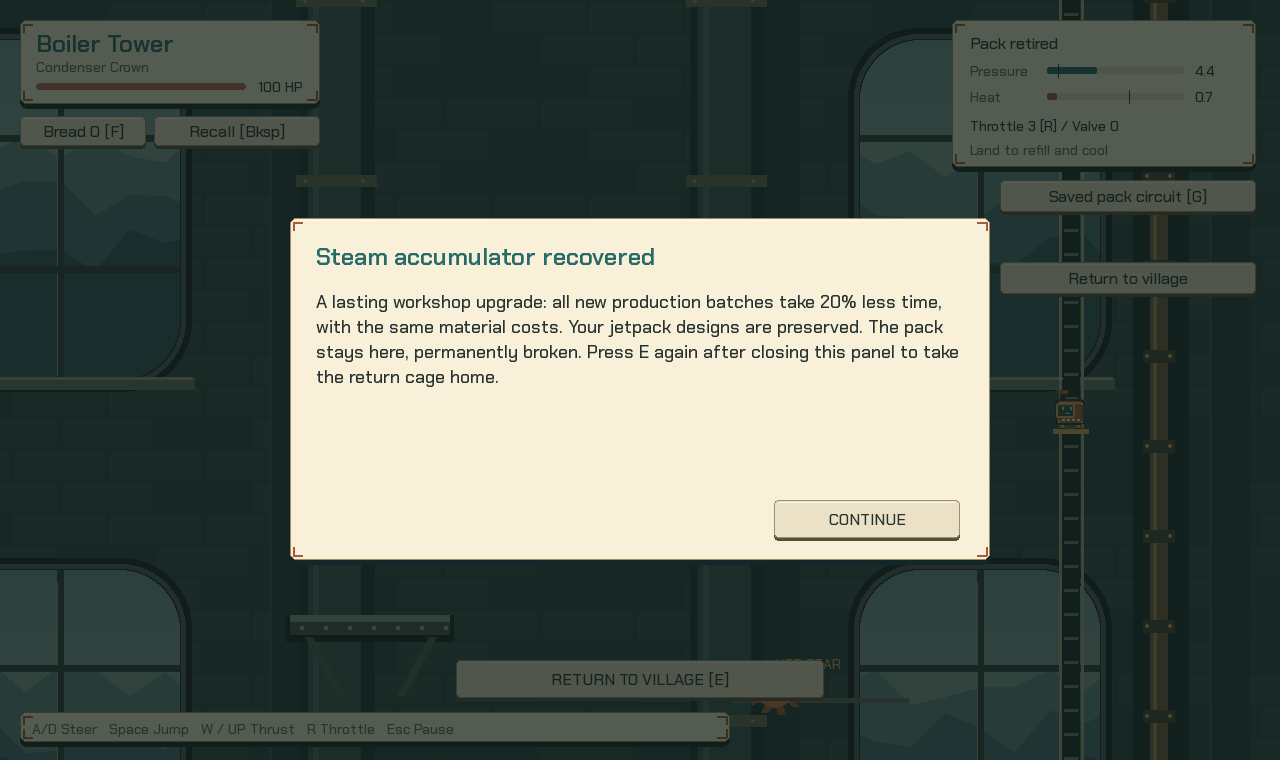 Boiler Tower
Condenser Crown
100 HP
Bread 0 [F]
Recall [Bksp]
Pack retired
Pressure 4.4
Heat 0.7
Throttle 3 [R] / Valve 0
Land to refill and cool
Saved pack circuit [G]
Return to village
Steam accumulator recovered
A lasting workshop upgrade: all new production batches take 20% less time,
with the same material costs. Your jetpack designs are preserved. The pack
stays here, permanently broken. Press E again after closing this panel to take
the return cage home.
CONTINUE
RETURN TO VILLAGE [E]
A/D Steer Space Jump W / UP Thrust R Throttle Esc Pause